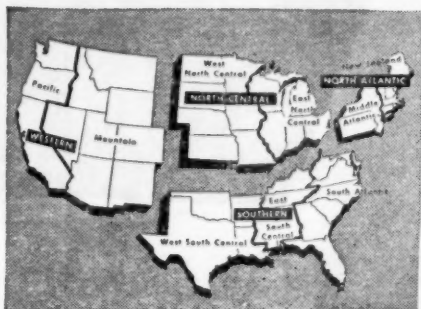 Pacific
WESTERN
Mountain
West
North Central
NORTH CENTRAL
East
North
Central
New England
NORTH ATLANTIC
Middle
Atlantic
South Atlantic
East
SOUTHERN
South
Central
West South Central